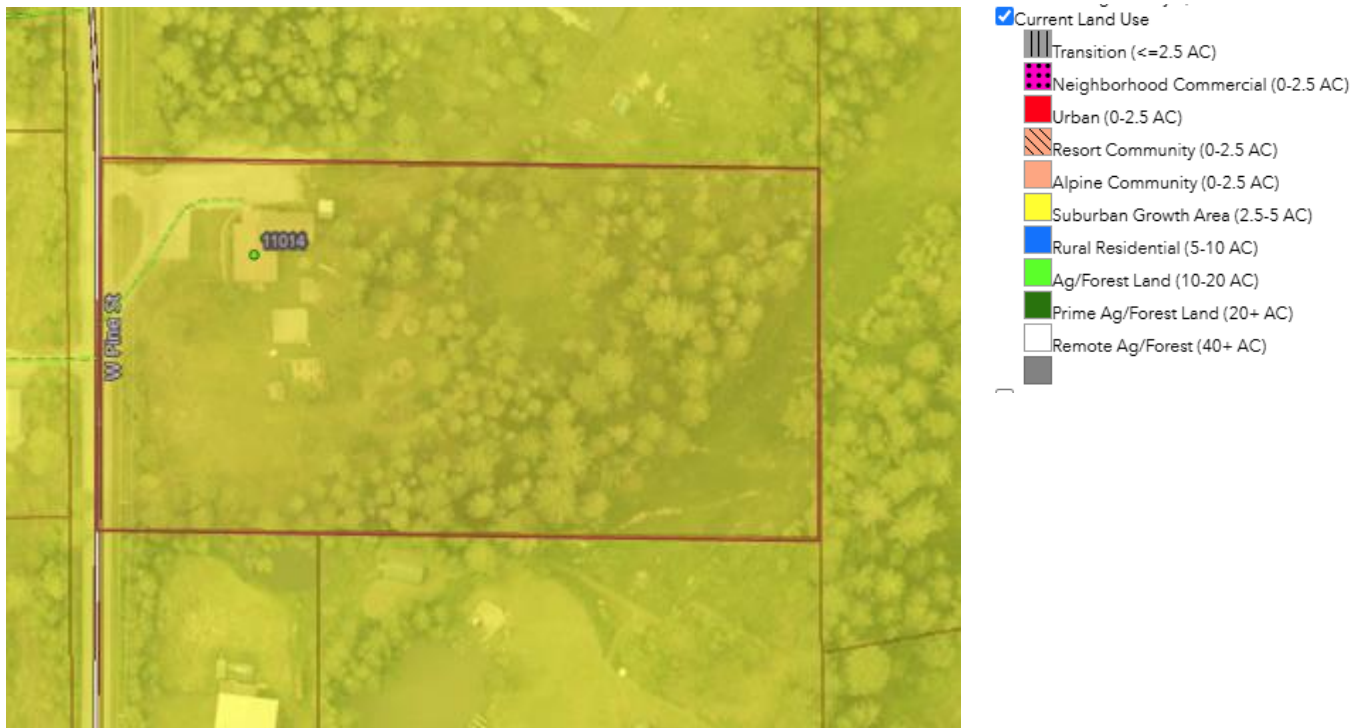 Current Land Use
Transition (<=2.5 AC)
Neighborhood Commercial (0-2.5 AC)
Urban (0-2.5 AC)
Resort Community (0-2.5 AC)
Alpine Community (0-2.5 AC)
Suburban Growth Area (2.5-5 AC)
Rural Residential (5-10 AC)
Ag/Forest Land (10-20 AC)
Prime Ag/Forest Land (20+ AC)
Remote Ag/Forest (40+ AC)
11014
W Pine St